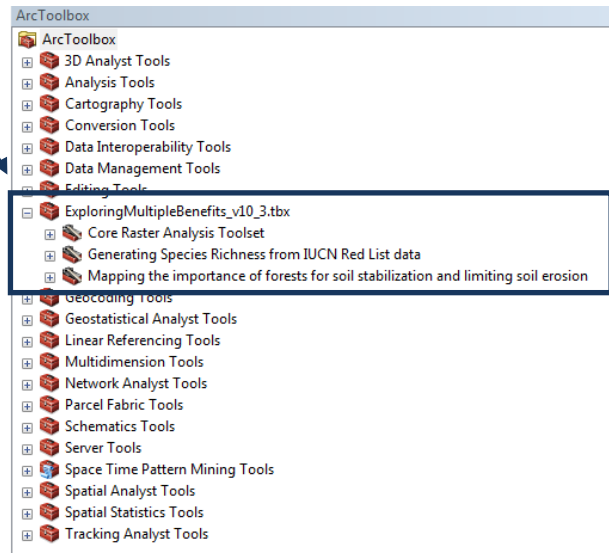 ArcToolbox
ArcToolbox
3D Analyst Tools
Analysis Tools
Cartography Tools
Conversion Tools
Data Interoperability Tools
Data Management Tools
Editing Tools
ExploringMultipleBenefits_v10_3.tbx
Core Raster Analysis Toolset
Generating Species Richness from IUCN Red List data
Mapping the importance of forests for soil stabilization and limiting soil erosion
Geocoding Tools
Geostatistical Analyst Tools
Linear Referencing Tools
Multidimension Tools
Network Analyst Tools
Parcel Fabric Tools
Schematics Tools
Server Tools
Space Time Pattern Mining Tools
Spatial Analyst Tools
Spatial Statistics Tools
Tracking Analyst Tools